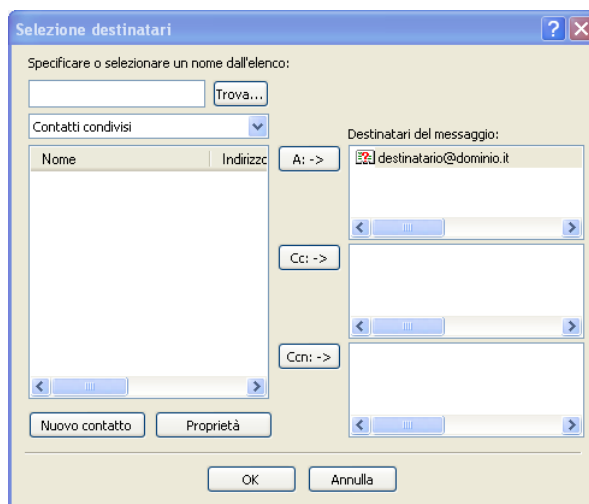 Selezione destinatari
Specificare o selezionare un nome dall'elenco:
Trova...
Contatti condivisi
Destinatari del messaggio:
Nome Indirizzo
A: ->
destinatario@dominio.it
Cc: ->
Ccn: ->
Nuovo contatto Proprietà
OK Annulla